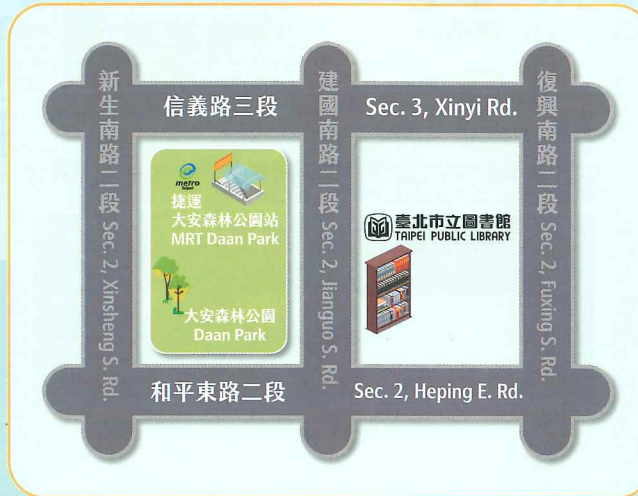 信義路三段 Sec. 3, Xinyi Rd.
新生南路二段 Sec. 2, Xinsheng S. Rd.
建國南路二段 Sec. 2, Jianguo S. Rd.
復興南路二段 Sec. 2, Fuxing S. Rd.
metro
Taipei
捷運
大安森林公園站
MRT Daan Park
大安森林公園
Daan Park
臺北市立圖書館
TAIPEI PUBLIC LIBRARY
和平東路二段 Sec. 2, Heping E. Rd.